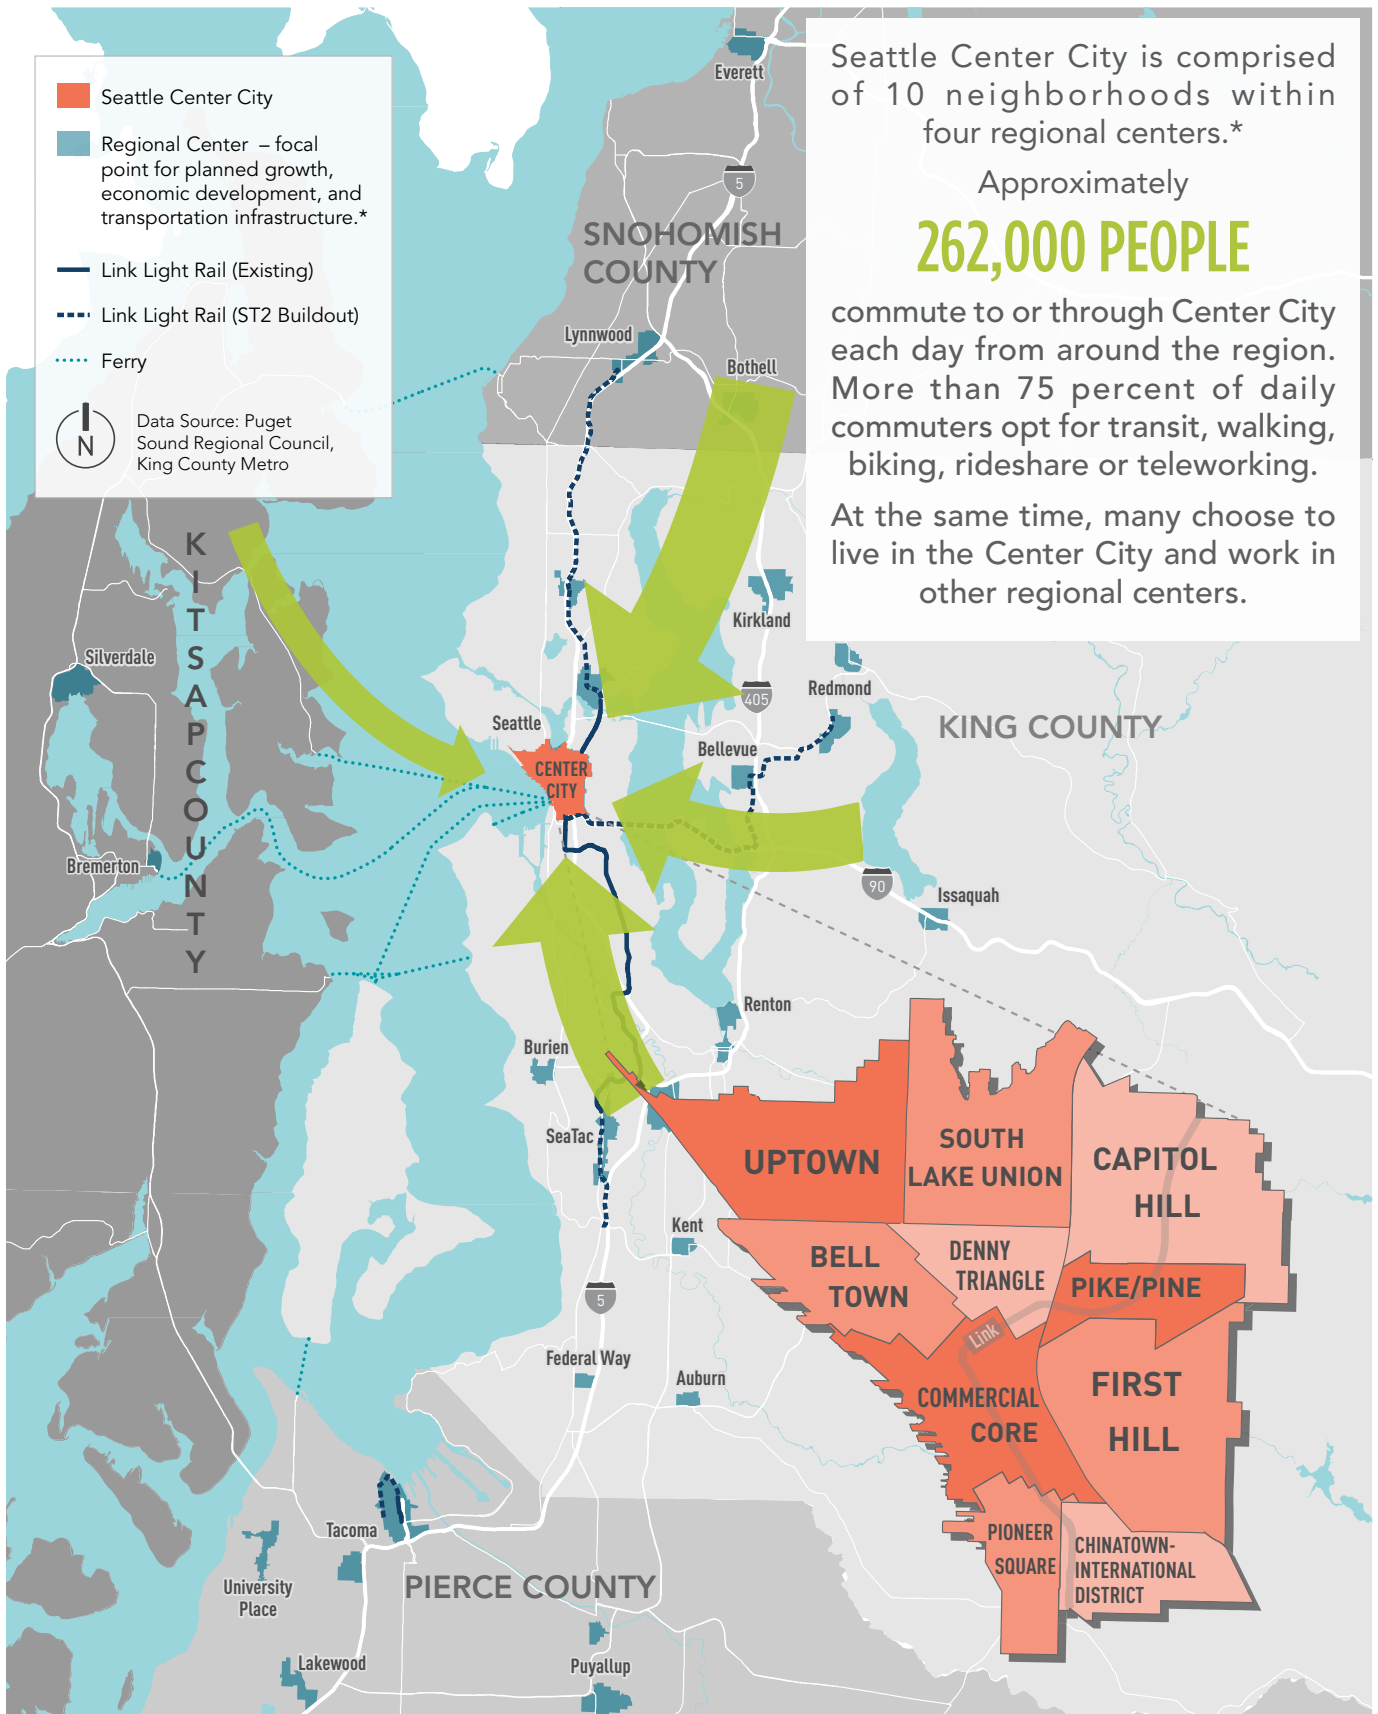 Seattle Center City
Regional Center – focal
point for planned growth,
economic development, and
transportation infrastructure.*
Link Light Rail (Existing)
Link Light Rail (ST2 Buildout)
Ferry
N
Data Source: Puget
Sound Regional Council,
King County Metro
Seattle Center City is comprised
of 10 neighborhoods within
four regional centers.*
Approximately
262,000 PEOPLE
commute to or through Center City
each day from around the region.
More than 75 percent of daily
commuters opt for transit, walking,
biking, rideshare or teleworking.
At the same time, many choose to
live in the Center City and work in
other regional centers.
Everett
5
SNOHOMISH
COUNTY
Lynnwood
Bothell
KITSAP COUNTY
Silverdale
Bremerton
Kirkland
405
Redmond
KING COUNTY
Seattle
Bellevue
CENTER
CITY
90
Issaquah
Renton
Burien
SeaTac
Kent
5
Federal Way
Auburn
Tacoma
University
Place
PIERCE COUNTY
Lakewood
Puyallup
UPTOWN
SOUTH
LAKE UNION
CAPITOL
HILL
BELL
TOWN
DENNY
TRIANGLE
PIKE/PINE
Link
COMMERCIAL
CORE
FIRST
HILL
PIONEER
SQUARE
CHINATOWN-
INTERNATIONAL
DISTRICT